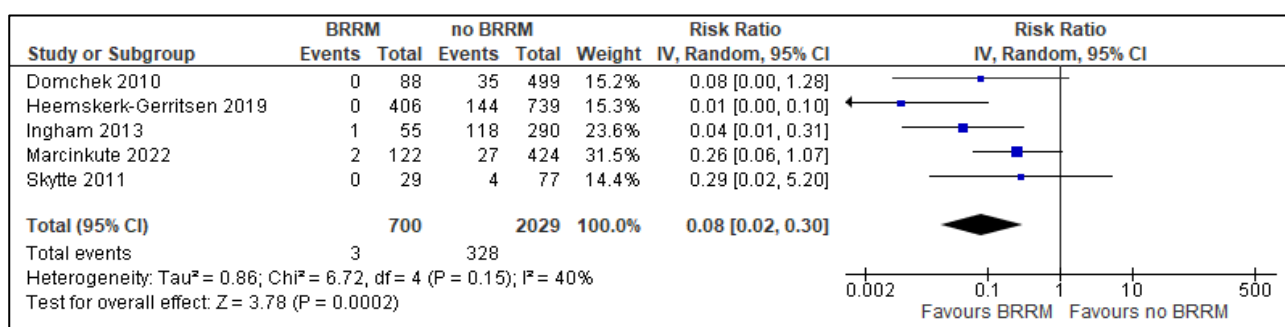 BRRM no BRRM Risk Ratio Risk Ratio
Study or Subgroup Events Total Events Total Weight IV, Random, 95% CI IV, Random, 95% CI
Domchek 2010 0 88 35 499 15.2% 0.08 [0.00, 1.28]
Heemskerk-Gerritsen 2019 0 406 144 739 15.3% 0.01 [0.00, 0.10]
Ingham 2013 1 55 118 290 23.6% 0.04 [0.01, 0.31]
Marcinkute 2022 2 122 27 424 31.5% 0.26 [0.06, 1.07]
Skytte 2011 0 29 4 77 14.4% 0.29 [0.02, 5.20]
Total (95% CI) 700 2029 100.0% 0.08 [0.02, 0.30]
Total events 3 328
Heterogeneity: Tau² = 0.86; Chi² = 6.72, df = 4 (P = 0.15); I² = 40%
Test for overall effect: Z = 3.78 (P = 0.0002)
0.002 0.1 1 10 500
Favours BRRM Favours no BRRM